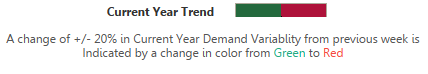 Current Year Trend
A change of +/- 20% in Current Year Demand Variablity from previous week is
Indicated by a change in color from Green to Red